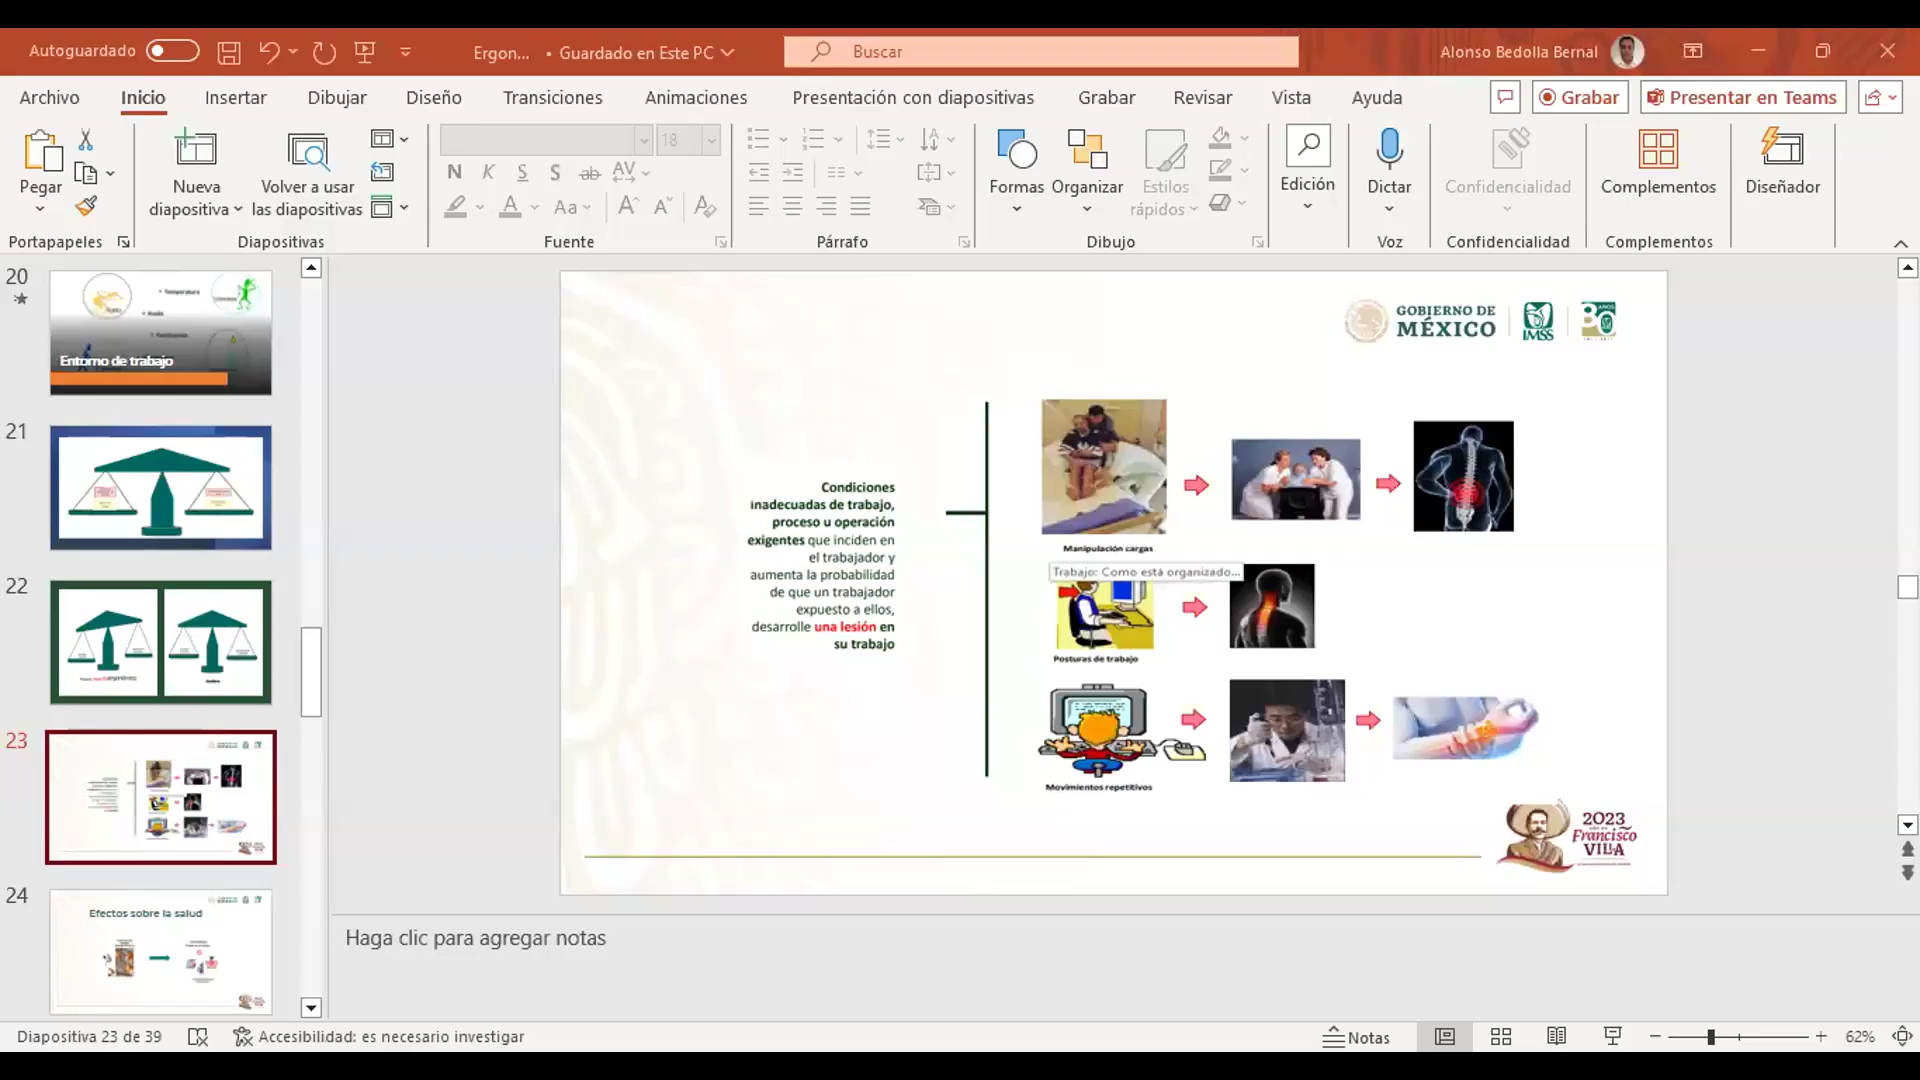 Autoguardado
Ergon... • Guardado en Este PC
Buscar
Alonso Bedolla Bernal
Archivo
Inicio
Insertar
Dibujar
Diseño
Transiciones
Animaciones
Presentación con diapositivas
Grabar
Revisar
Vista
Ayuda
Grabar
Presentar en Teams
Pegar
Nueva
diapositiva
Volver a usar
las diapositivas
18
N K S S ab AV
A Aa A A
Formas
Organizar
Estilos
rápidos
Edición
Dictar
Confidencialidad
Complementos
Diseñador
Portapapeles
Diapositivas
Fuente
Párrafo
Dibujo
Voz
Confidencialidad
Complementos
20
Temperatura
Entorno de trabajo
21
22
23
24
Efectos sobre la salud
GOBIERNO DE
MÉXICO
IMSS
80
AÑOS
Condiciones
inadecuadas de trabajo,
proceso u operación
exigentes que inciden en
el trabajador y
aumenta la probabilidad
de que un trabajador
expuesto a ellos,
desarrolle una lesión en
su trabajo
Manipulación cargas
Trabajo: Como está organizado...
Posturas de trabajo
Movimientos repetitivos
2023
Francisco
VILLA
Haga clic para agregar notas
Diapositiva 23 de 39
Accesibilidad: es necesario investigar
Notas
62%